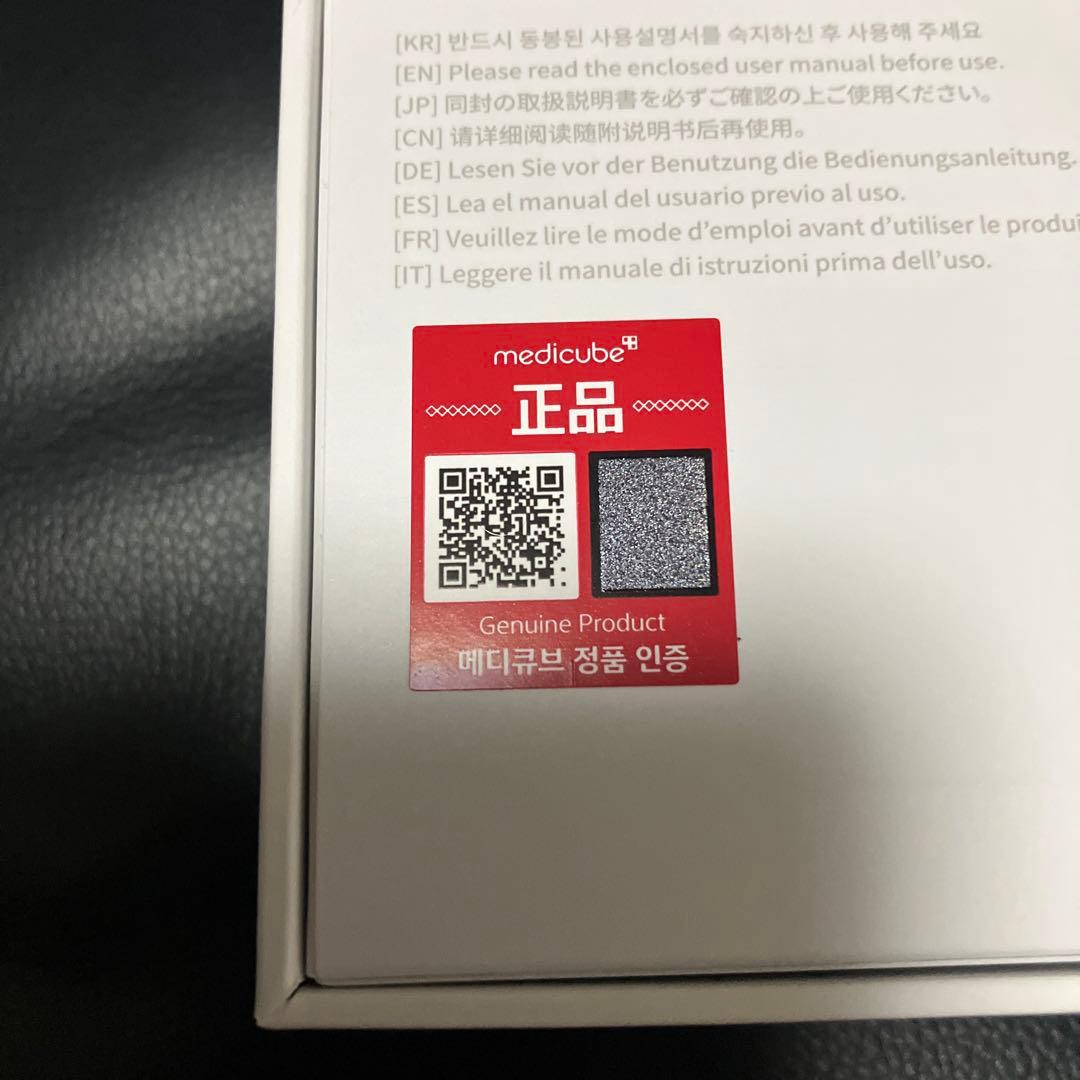 [KR] 반드시 동봉된 사용설명서를 숙지하신 후 사용해 주세요
[EN] Please read the enclosed user manual before use.
[JP] 同封の取扱説明書を必ずご確認の上ご使用ください。
[CN] 请详细阅读随附说明书后再使用。
[DE] Lesen Sie vor der Benutzung die Bedienungsanleitung.
[ES] Lea el manual del usuario previo al uso.
[FR] Veuillez lire le mode d'emploi avant d'utiliser le produi
[IT] Leggere il manuale di istruzioni prima dell'uso.
medicube
正品
Genuine Product
메디큐브 정품 인증